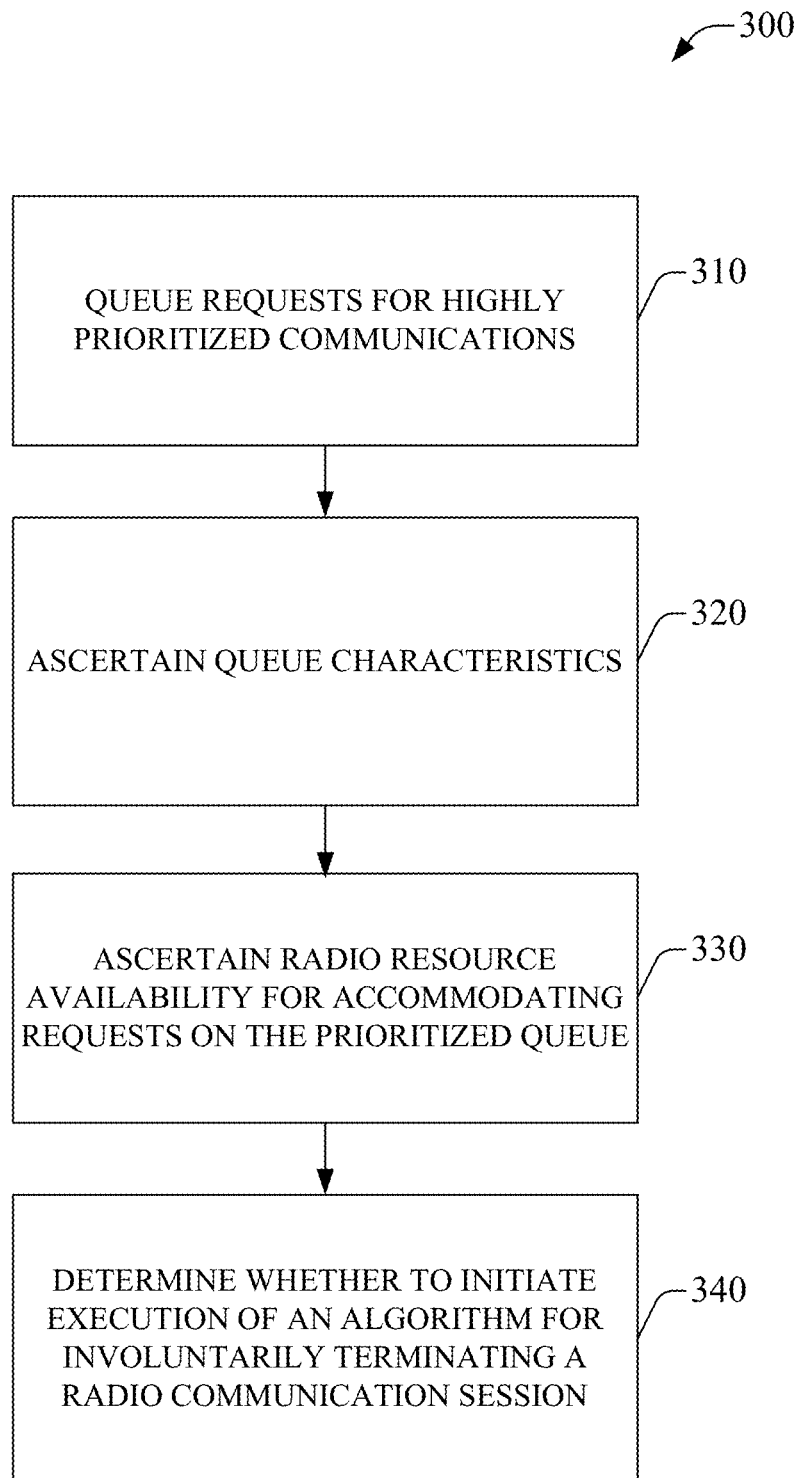 300
QUEUE REQUESTS FOR HIGHLY
PRIORITIZED COMMUNICATIONS
310
ASCERTAIN QUEUE CHARACTERISTICS
320
ASCERTAIN RADIO RESOURCE
AVAILABILITY FOR ACCOMMODATING
REQUESTS ON THE PRIORITIZED QUEUE
330
DETERMINE WHETHER TO INITIATE
EXECUTION OF AN ALGORITHM FOR
INVOLUNTARILY TERMINATING A
RADIO COMMUNICATION SESSION
340